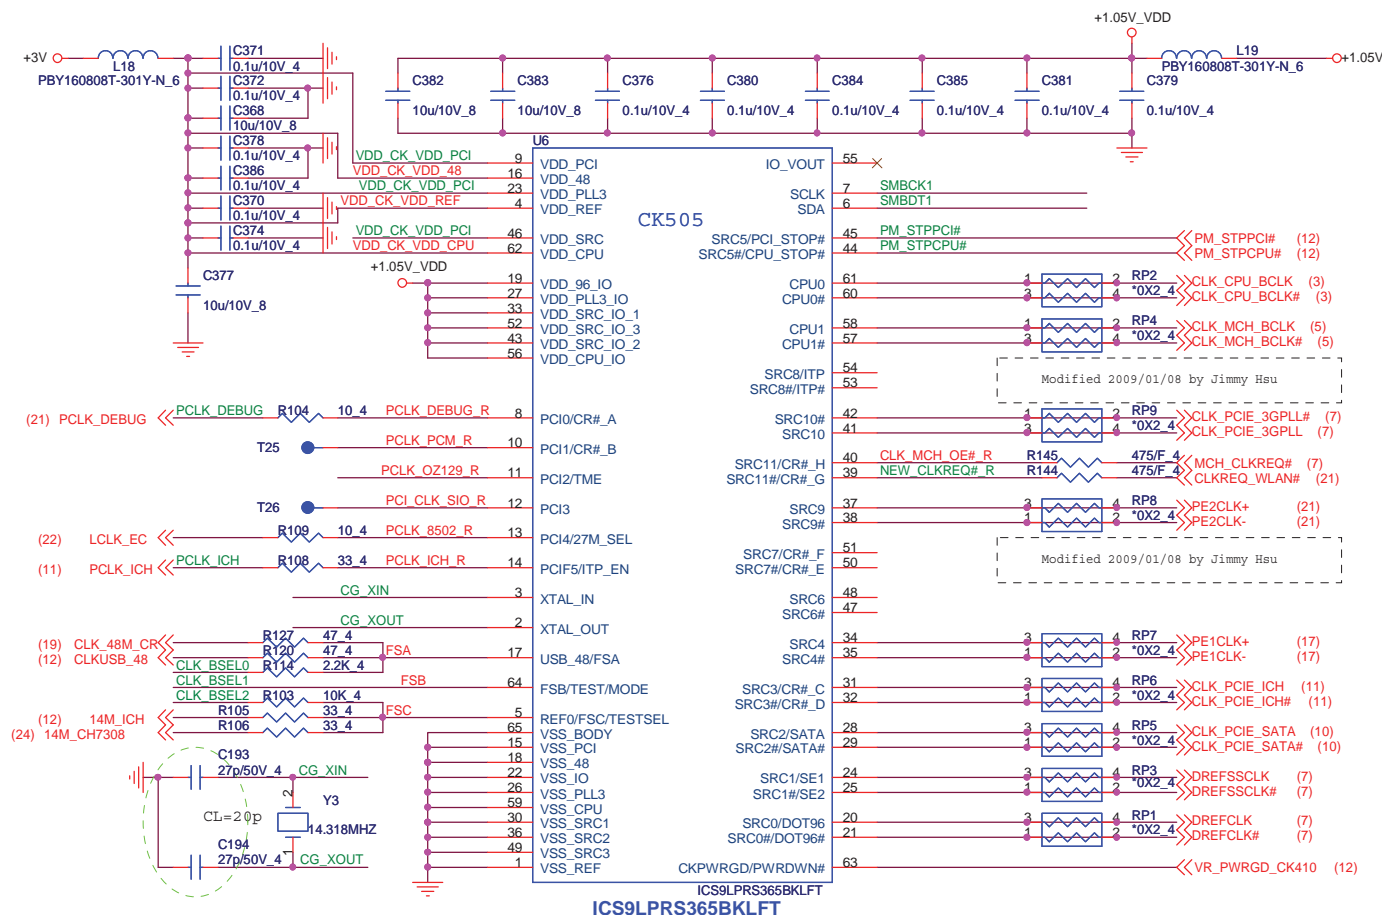 +1.05V_VDD
+3V
L18
PBY160808T-301Y-N_6
C371
0.1u/10V_4
C372
0.1u/10V_4
C368
10u/10V_8
C378
0.1u/10V_4
C386
0.1u/10V_4
C370
0.1u/10V_4
C374
0.1u/10V_4
C377
10u/10V_8
C382
10u/10V_8
C383
10u/10V_8
C376
0.1u/10V_4
C380
0.1u/10V_4
C384
0.1u/10V_4
C385
0.1u/10V_4
C381
0.1u/10V_4
C379
0.1u/10V_4
L19
PBY160808T-301Y-N_6
+1.05V
U6
CK505
VDD_CK_VDD_PCI 9 VDD_PCI
VDD_CK_VDD_48 16 VDD_48
VDD_CK_VDD_PCI 23 VDD_PLL3
VDD_CK_VDD_REF 4 VDD_REF
VDD_CK_VDD_PCI 46 VDD_SRC
VDD_CK_VDD_CPU 62 VDD_CPU
+1.05V_VDD
19 VDD_96_IO
27 VDD_PLL3_IO
33 VDD_SRC_IO_1
52 VDD_SRC_IO_3
43 VDD_SRC_IO_2
56 VDD_CPU_IO
(21) PCLK_DEBUG PCLK_DEBUG R104 10_4 PCLK_DEBUG_R 8 PCI0/CR#_A
T25 PCLK_PCM_R 10 PCI1/CR#_B
PCLK_OZ129_R 11 PCI2/TME
T26 PCI_CLK_SIO_R 12 PCI3
(22) LCLK_EC R109 10_4 PCLK_8502_R 13 PCI4/27M_SEL
(11) PCLK_ICH PCLK_ICH R108 33_4 PCLK_ICH_R 14 PCIF5/ITP_EN
CG_XIN 3 XTAL_IN
CG_XOUT 2 XTAL_OUT
(19) CLK_48M_CR R127 47_4
(12) CLKUSB_48 R120 47_4 FSA 17 USB_48/FSA
CLK_BSEL0 R114 2.2K_4
CLK_BSEL1 FSB 64 FSB/TEST/MODE
CLK_BSEL2 R103 10K_4
(12) 14M_ICH R105 33_4 FSC 5 REF0/FSC/TESTSEL
(24) 14M_CH7308 R106 33_4
65 VSS_BODY
15 VSS_PCI
18 VSS_48
22 VSS_IO
26 VSS_PLL3
59 VSS_CPU
30 VSS_SRC1
36 VSS_SRC2
49 VSS_SRC3
1 VSS_REF
C193
27p/50V_4 CG_XIN
2
Y3
CL=20p
14.318MHZ
1
C194
27p/50V_4 CG_XOUT
IO_VOUT 55
SCLK 7 SMBCK1
SDA 6 SMBDT1
SRC5/PCI_STOP# 45 PM_STPPCI# PM_STPPCI# (12)
SRC5#/CPU_STOP# 44 PM_STPCPU# PM_STPCPU# (12)
CPU0 61 1 2 RP2 CLK_CPU_BCLK (3)
CPU0# 60 3 4 *0X2_4 CLK_CPU_BCLK# (3)
CPU1 58 1 2 RP4 CLK_MCH_BCLK (5)
CPU1# 57 3 4 *0X2_4 CLK_MCH_BCLK# (5)
SRC8/ITP 54
SRC8#/ITP# 53
Modified 2009/01/08 by Jimmy Hsu
SRC10# 42 1 2 RP9 CLK_PCIE_3GPLL# (7)
SRC10 41 3 4 *0X2_4 CLK_PCIE_3GPLL (7)
SRC11/CR#_H 40 CLK_MCH_OE#_R R145 475/F_4 MCH_CLKREQ# (7)
SRC11#/CR#_G 39 NEW_CLKREQ#_R R144 475/F_4 CLKREQ_WLAN# (21)
SRC9 37 3 4 RP8 PE2CLK+ (21)
SRC9# 38 1 2 *0X2_4 PE2CLK- (21)
SRC7/CR#_F 51
SRC7#/CR#_E 50
Modified 2009/01/08 by Jimmy Hsu
SRC6 48
SRC6# 47
SRC4 34 3 4 RP7 PE1CLK+ (17)
SRC4# 35 1 2 *0X2_4 PE1CLK- (17)
SRC3/CR#_C 31 3 4 RP6 CLK_PCIE_ICH (11)
SRC3#/CR#_D 32 1 2 *0X2_4 CLK_PCIE_ICH# (11)
SRC2/SATA 28 3 4 RP5 CLK_PCIE_SATA (10)
SRC2#/SATA# 29 1 2 *0X2_4 CLK_PCIE_SATA# (10)
SRC1/SE1 24 3 4 RP3 DREFSSCLK (7)
SRC1#/SE2 25 1 2 *0X2_4 DREFSSCLK# (7)
SRC0/DOT96 20 3 4 RP1 DREFCLK (7)
SRC0#/DOT96# 21 1 2 *0X2_4 DREFCLK# (7)
CKPWRGD/PWRDWN# 63 VR_PWRGD_CK410 (12)
ICS9LPRS365BKLFT
ICS9LPRS365BKLFT